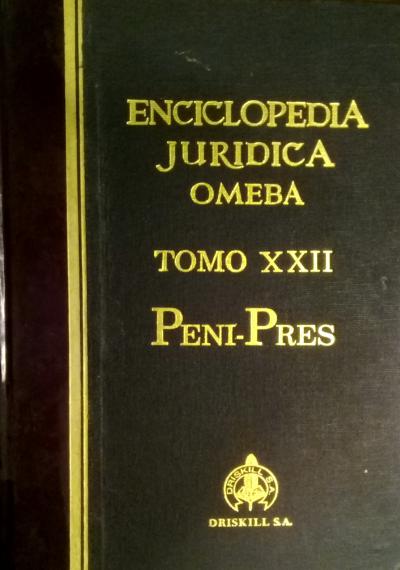 ENCICLOPEDIA
JURIDICA
OMEBA
TOMO XXII
PENI-PRES
DRISKILL S.A.
DRISKILL S.A.